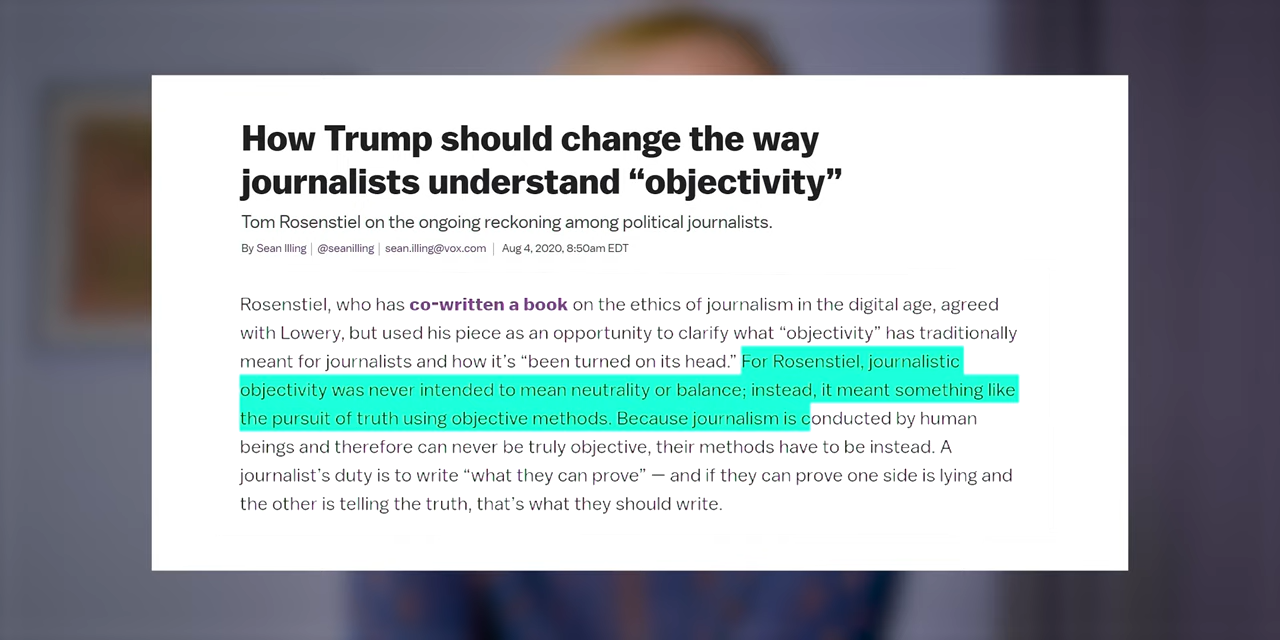 How Trump should change the way
journalists understand “objectivity”
Tom Rosenstiel on the ongoing reckoning among political journalists.
By Sean Illing | @seanilling | sean.illing@vox.com | Aug 4, 2020, 8:50am EDT
Rosenstiel, who has co-written a book on the ethics of journalism in the digital age, agreed
with Lowery, but used his piece as an opportunity to clarify what “objectivity” has traditionally
meant for journalists and how it’s “been turned on its head.” For Rosenstiel, journalistic
objectivity was never intended to mean neutrality or balance; instead, it meant something like
the pursuit of truth using objective methods. Because journalism is conducted by human
beings and therefore can never be truly objective, their methods have to be instead. A
journalist’s duty is to write “what they can prove” — and if they can prove one side is lying and
the other is telling the truth, that’s what they should write.